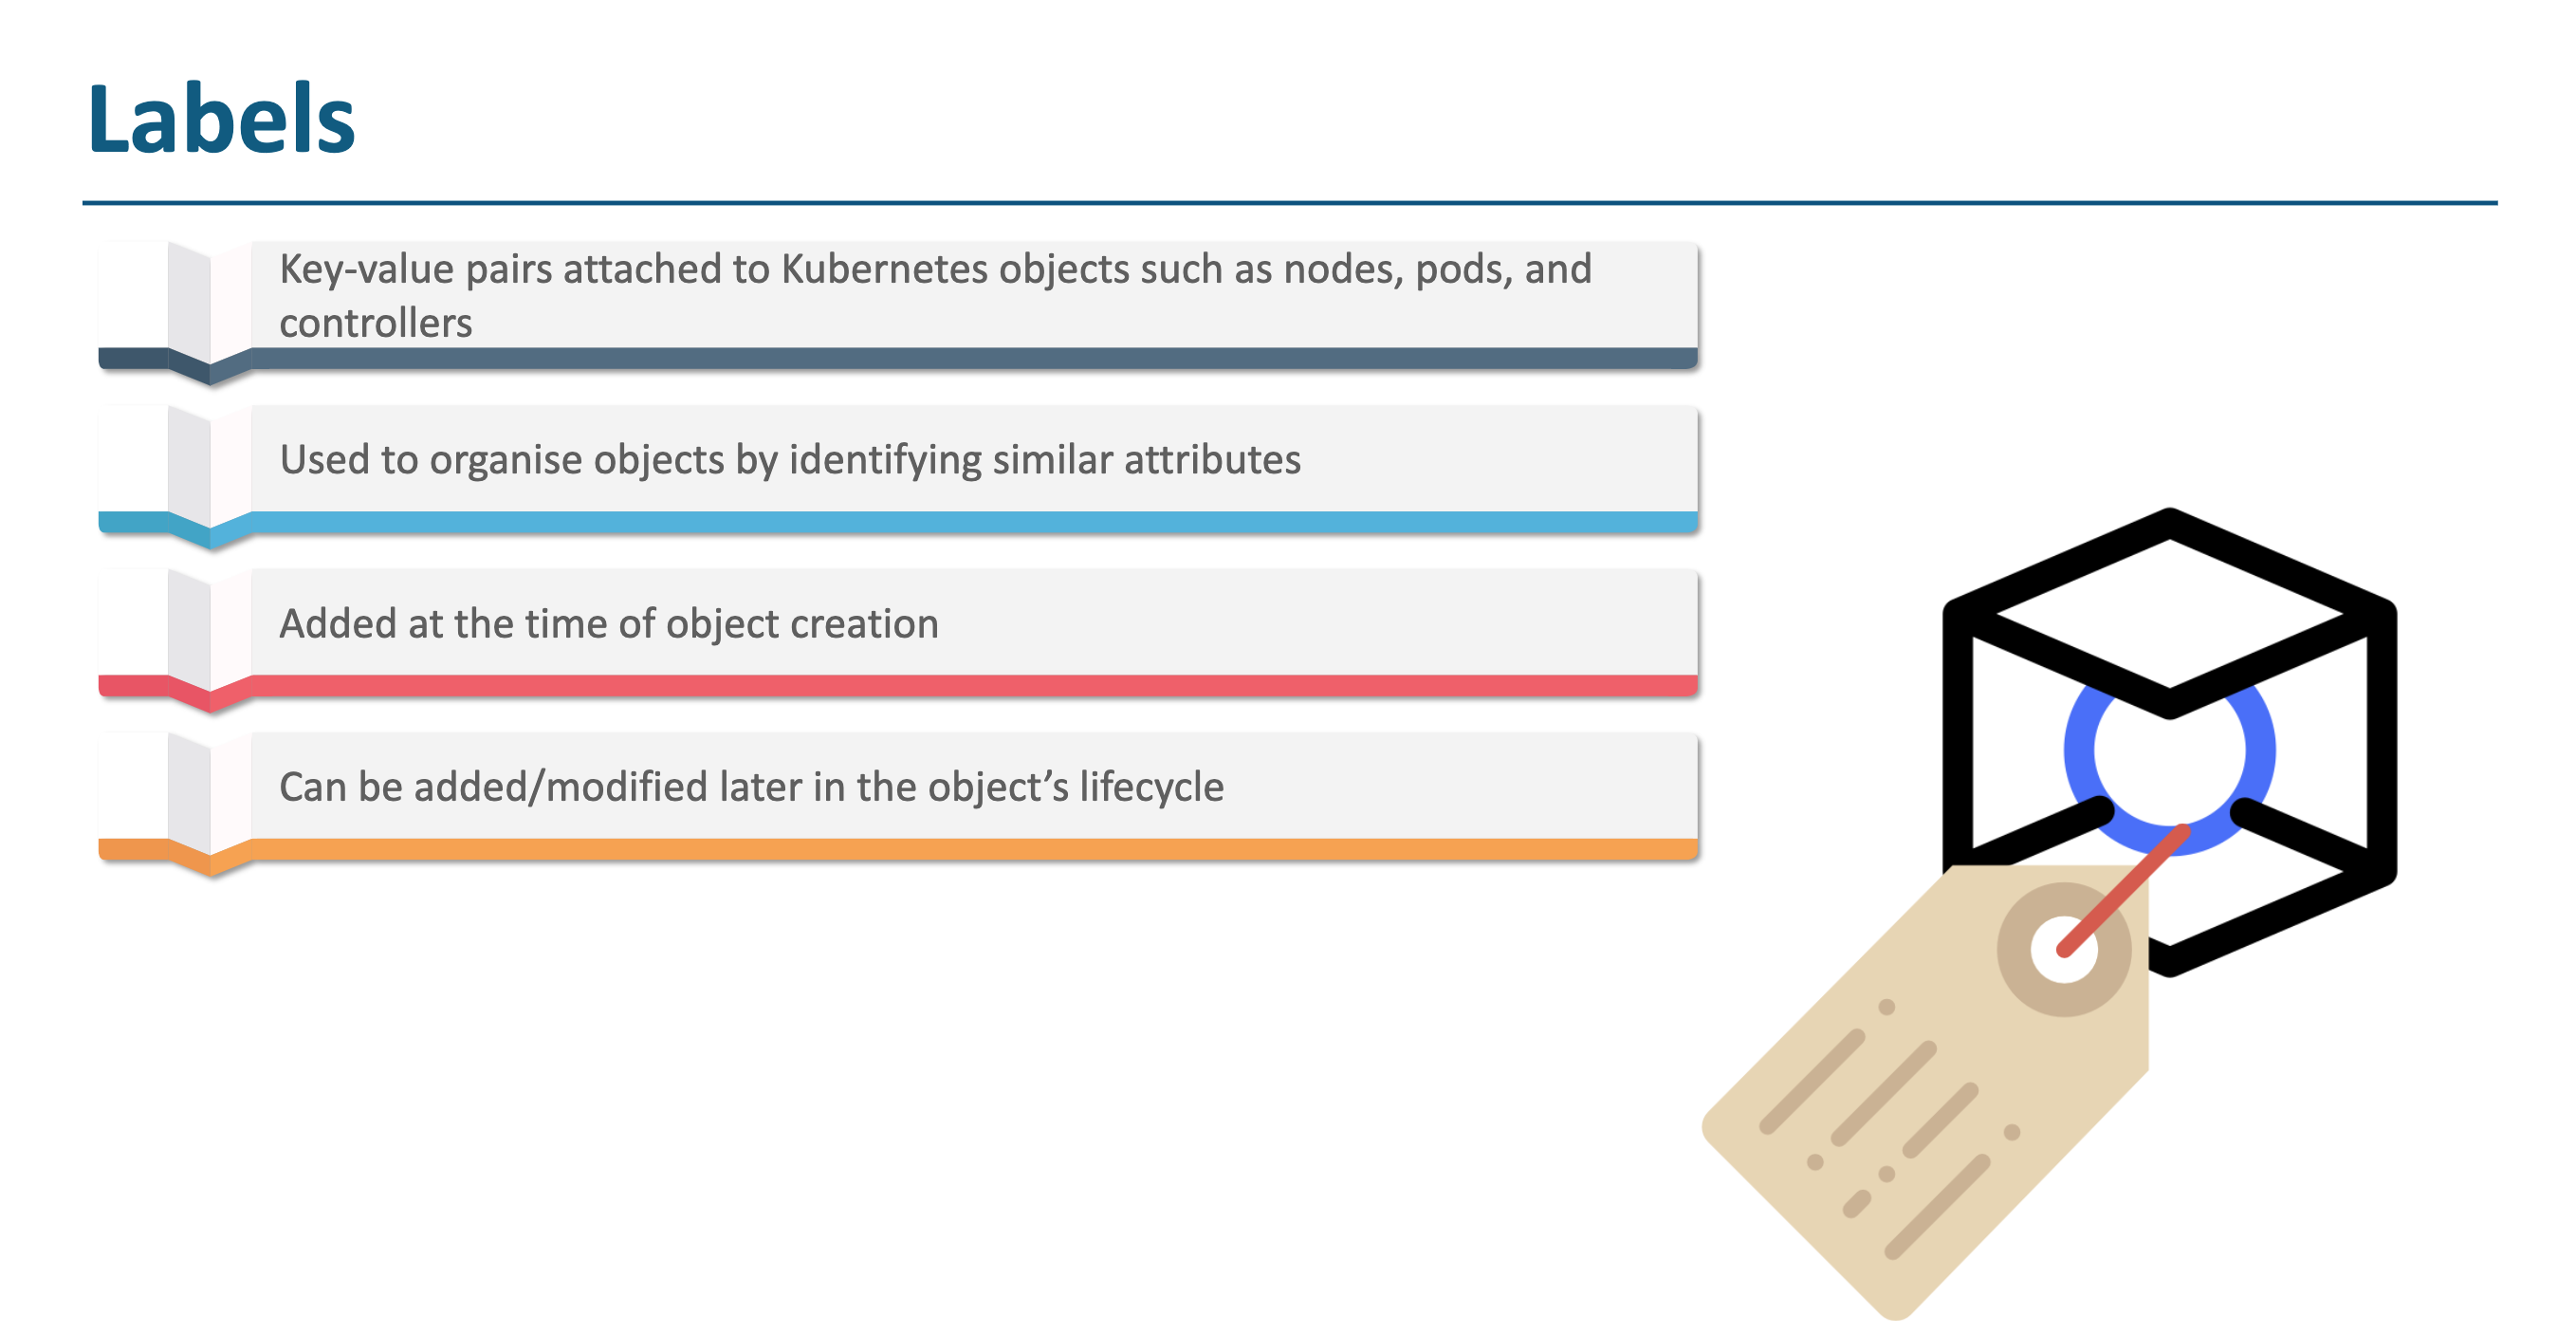 Labels
Key-value pairs attached to Kubernetes objects such as nodes, pods, and
controllers
Used to organise objects by identifying similar attributes
Added at the time of object creation
Can be added/modified later in the object’s lifecycle